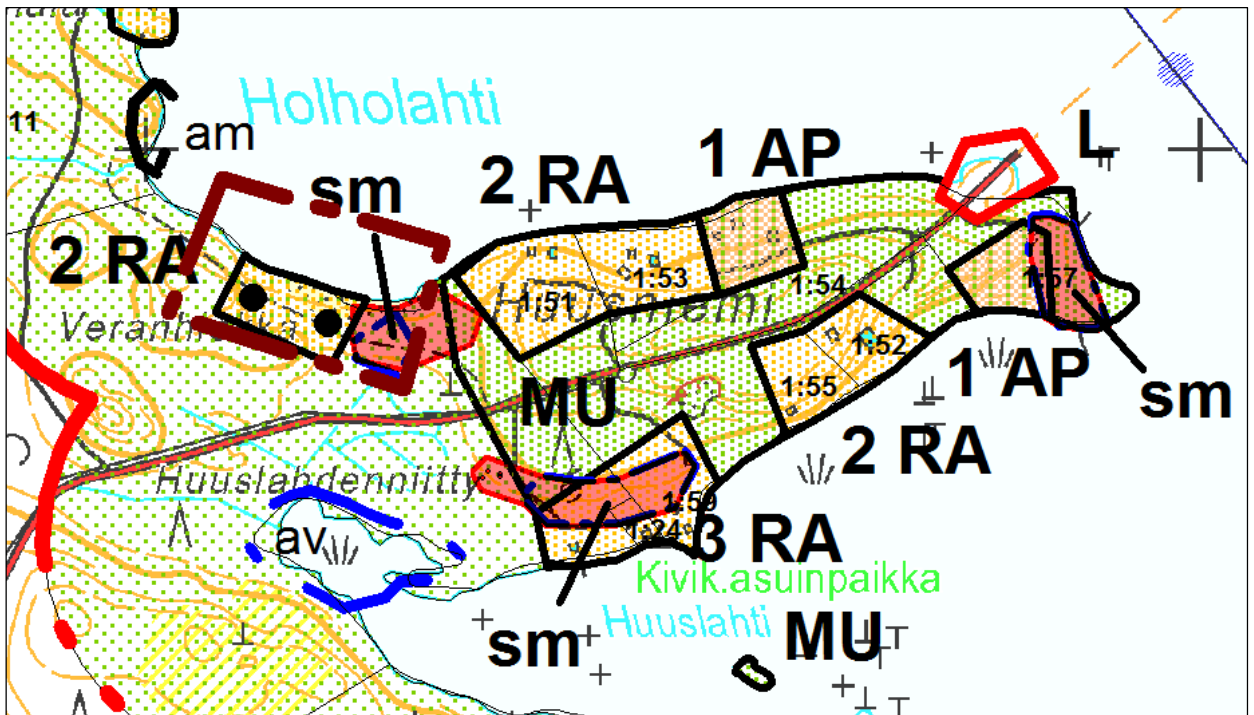 Holholahti
11
am
1 AP
L
2 RA
sm
2 RA
1:53
1:54
1:57
1:51
Huusniemi
1:52
1 AP
sm
MU
1:55
2 RA
Huuslahdenniitty
1:59
1:24
3 RA
av
Kivik.asuinpaikka
Huuslahti
MU
sm